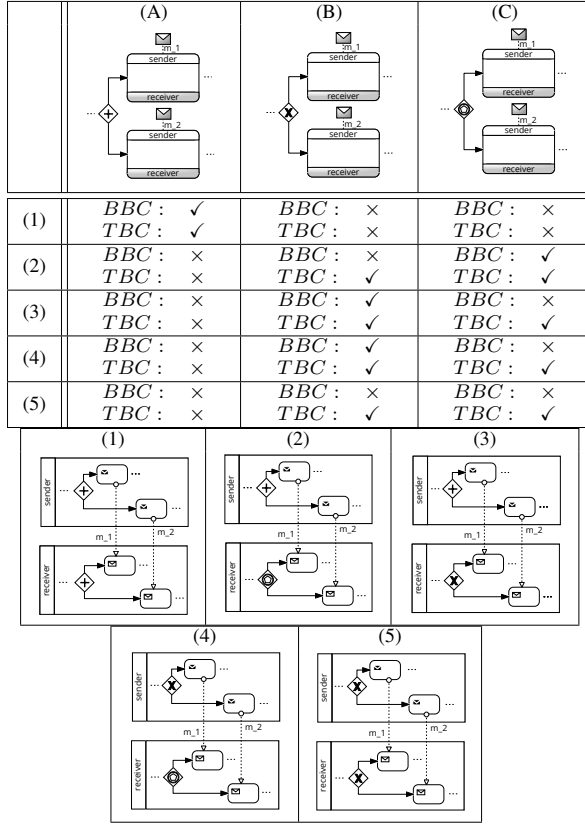 (A) (B) (C)
m_1 m_1 m_1
sender sender sender
... ... ...
receiver receiver receiver
... m_2 ... m_2 ... m_2
sender sender sender
... ... ...
receiver receiver receiver
(1) BBC : ✓ BBC : × BBC : ×
TBC : ✓ TBC : × TBC : ×
(2) BBC : × BBC : × BBC : ✓
TBC : × TBC : ✓ TBC : ✓
(3) BBC : × BBC : ✓ BBC : ×
TBC : × TBC : ✓ TBC : ✓
(4) BBC : × BBC : ✓ BBC : ×
TBC : × TBC : ✓ TBC : ✓
(5) BBC : × BBC : × BBC : ×
TBC : × TBC : ✓ TBC : ✓
(1) (2) (3)
sender ... ... ... sender ... ... ... sender ... ... ...
m_1 m_2 m_1 m_2 m_1 m_2
receiver ... ... ... receiver ... ... ... receiver ... ... ...
(4) (5)
sender ... ... ... sender ... ... ...
m_1 m_2 m_1 m_2
receiver ... ... ... receiver ... ... ...